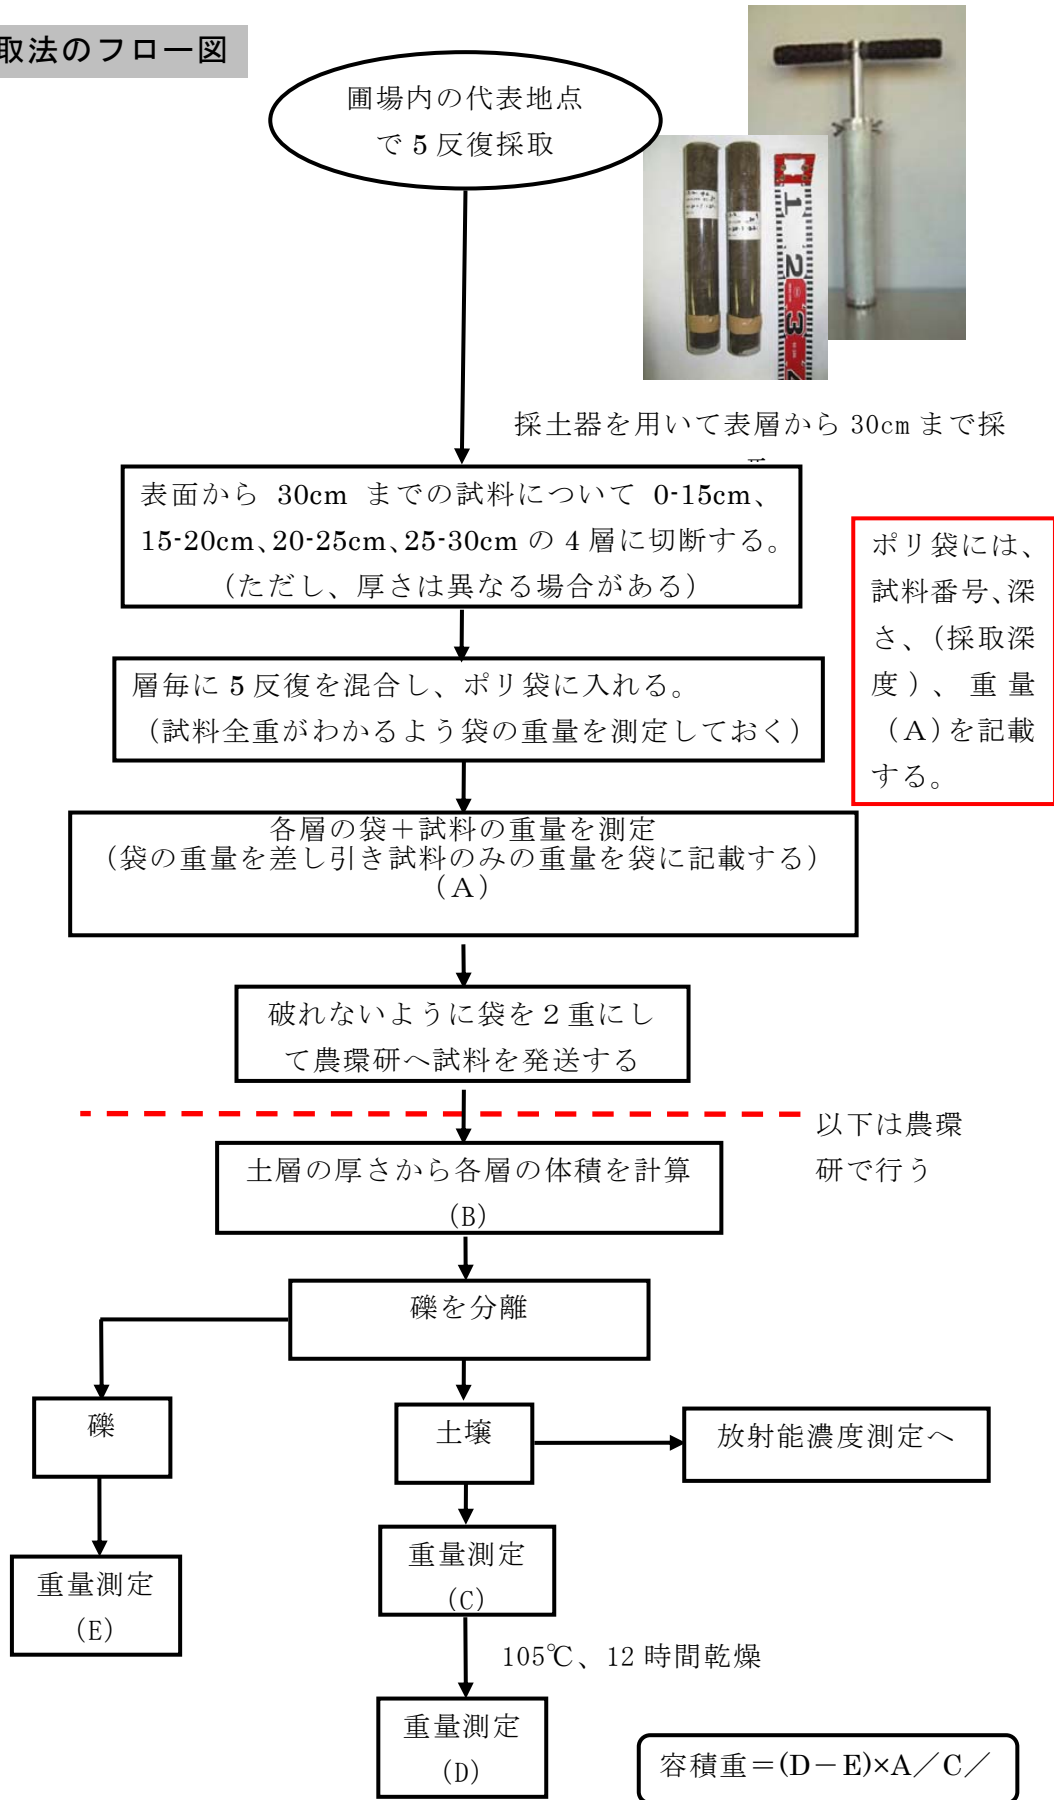 取法のフロー図
圃場内の代表地点
で 5 反復採取
1
2
3
採土器を用いて表層から 30cm まで採
表面から 30cm までの試料について 0-15cm、
15-20cm、20-25cm、25-30cm の 4 層に切断する。
（ただし、厚さは異なる場合がある）
ポリ袋には、
試料番号、深
さ、（採取深
度）、重量
（A）を記載
する。
層毎に 5 反復を混合し、ポリ袋に入れる。
（試料全重がわかるよう袋の重量を測定しておく）
各層の袋＋試料の重量を測定
（袋の重量を差し引き試料のみの重量を袋に記載する）
（A）
破れないように袋を２重にし
て農環研へ試料を発送する
以下は農環
研で行う
土層の厚さから各層の体積を計算
(B)
礫を分離
礫
土壌
放射能濃度測定へ
重量測定
(E)
重量測定
(C)
105℃、12 時間乾燥
重量測定
(D)
容積重＝(D－E)×A／C／